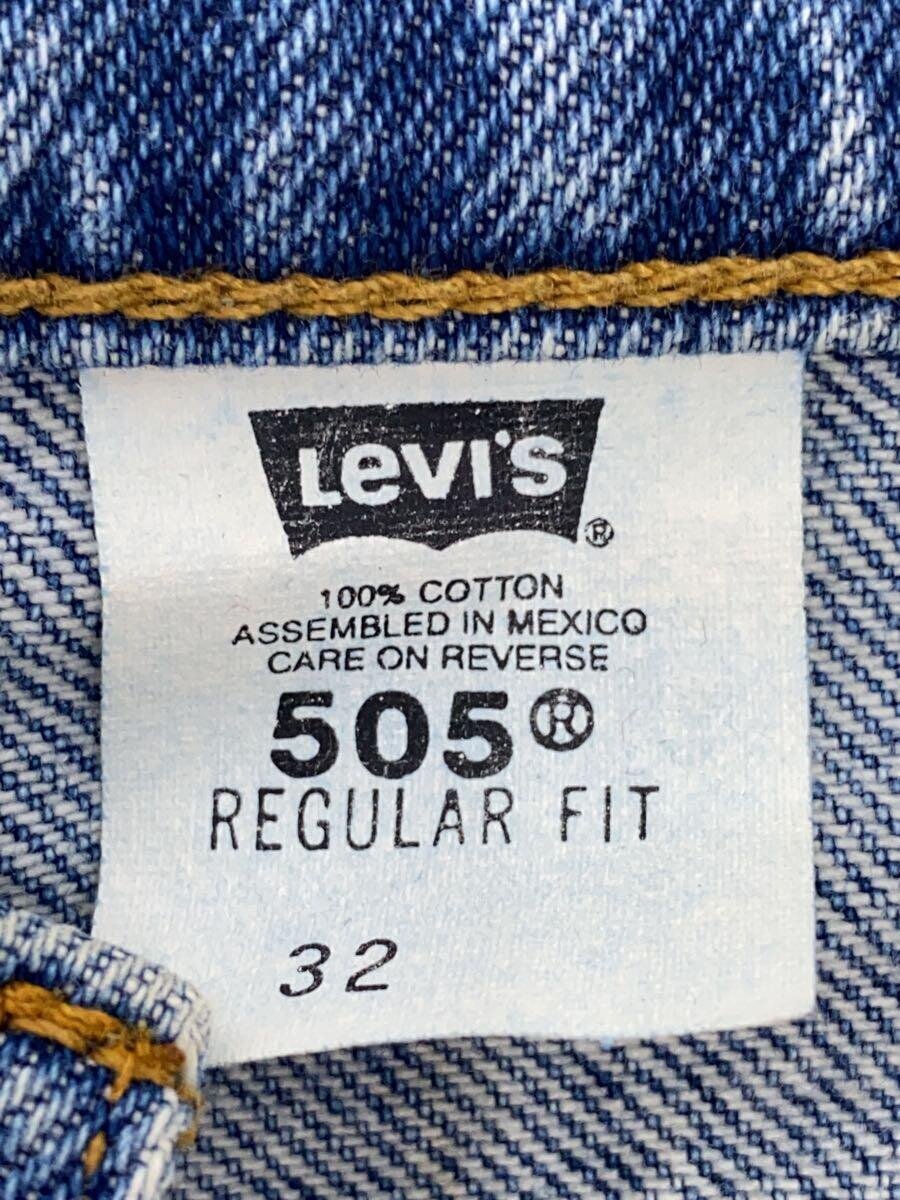 Levi's ®
100% COTTON
ASSEMBLED IN MEXICO
CARE ON REVERSE
505®
REGULAR FIT
32